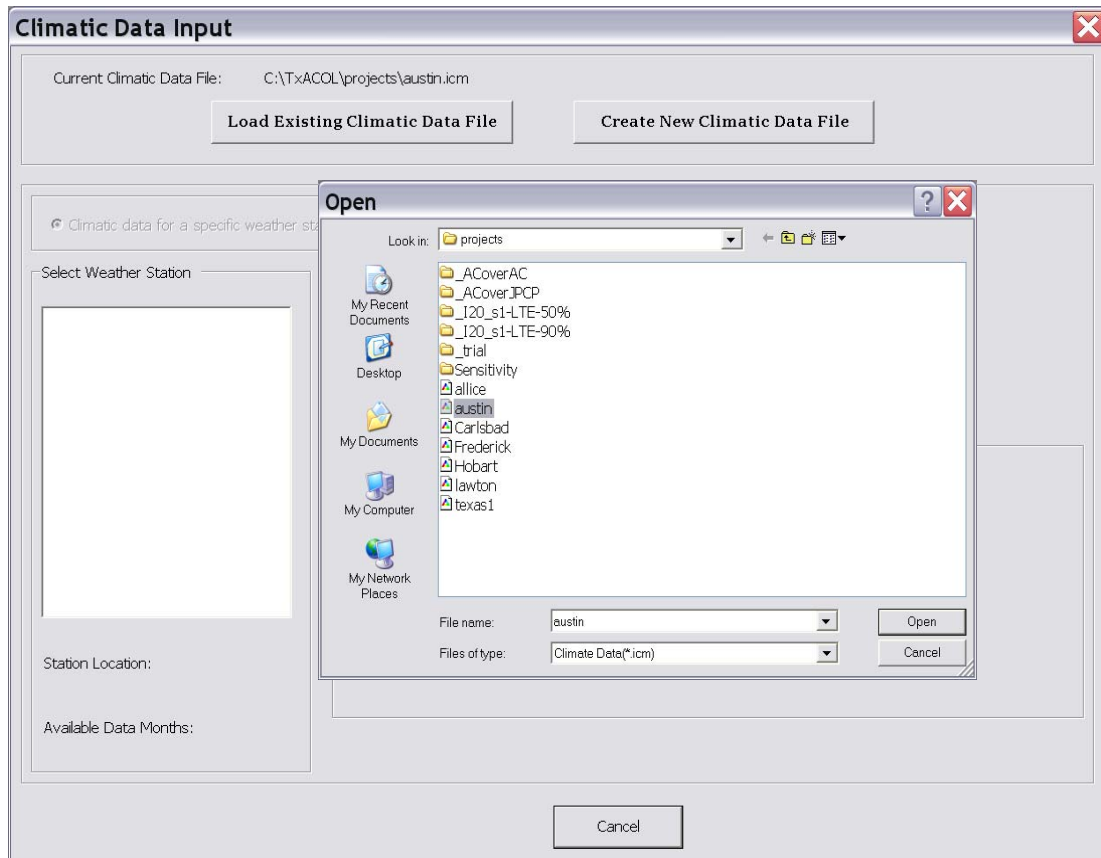 Climatic Data Input
Current Climatic Data File: C:\TxACOL\projects\austin.icm
Load Existing Climatic Data File
Create New Climatic Data File
Climatic data for a specific weather sta
Select Weather Station
Station Location:
Available Data Months:
Open
Look in: projects
My Recent
Documents
Desktop
My Documents
My Computer
My Network
Places
_ACoverAC
_ACoverJPCP
_I20_s1-LTE-50%
_I20_s1-LTE-90%
_trial
Sensitivity
allice
austin
Carlsbad
Frederick
Hobart
lawton
texas1
File name: austin
Open
Files of type: Climate Data(*.icm)
Cancel
Cancel